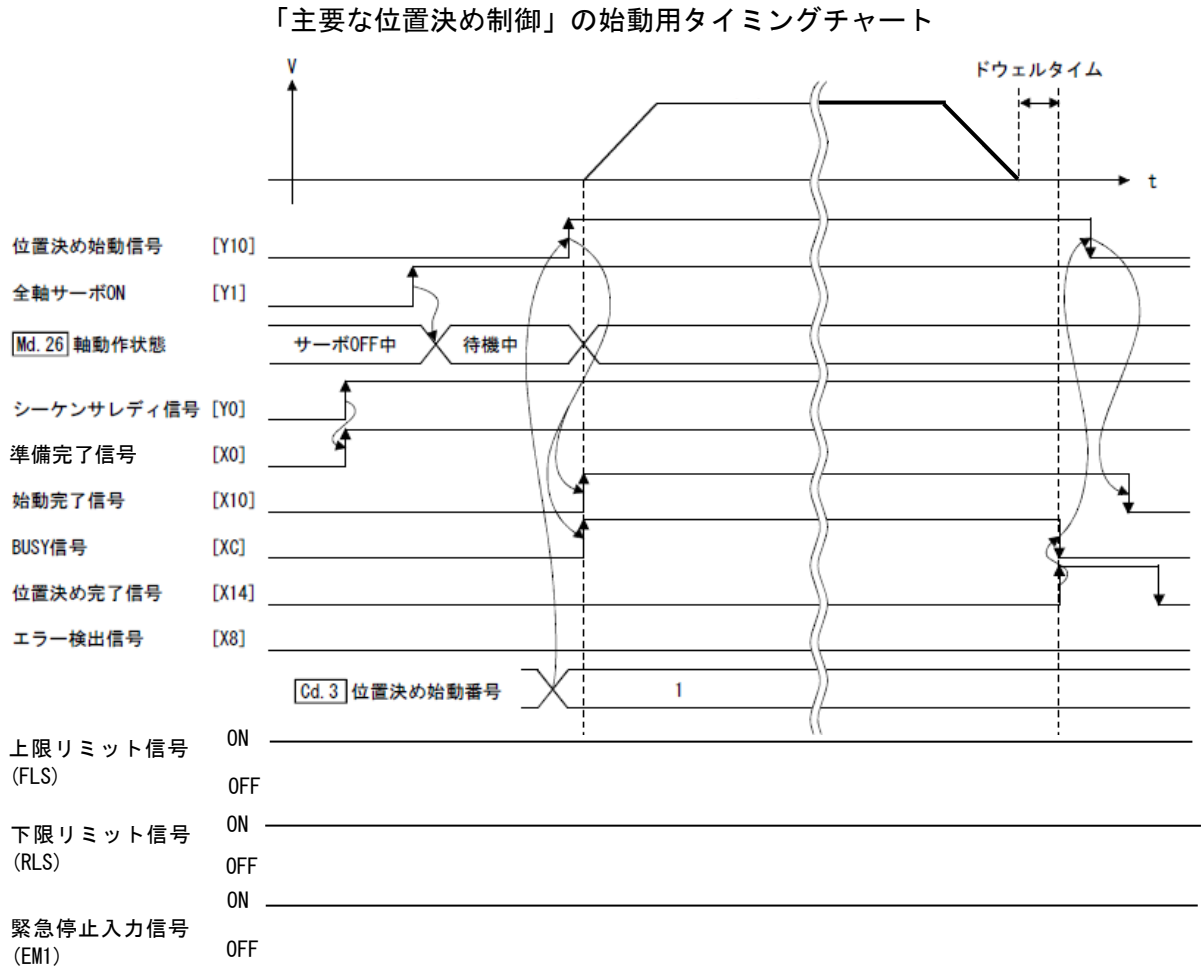 「主要な位置決め制御」の始動用タイミングチャート
V
ドウェルタイム
t
位置決め始動信号 [Y10]
全軸サーボON [Y1]
Md.26 軸動作状態 サーボOFF中 待機中
シーケンサレディ信号 [Y0]
準備完了信号 [X0]
始動完了信号 [X10]
BUSY信号 [XC]
位置決め完了信号 [X14]
エラー検出信号 [X8]
Cd.3 位置決め始動番号 1
上限リミット信号 ON
(FLS)
OFF
下限リミット信号 ON
(RLS) OFF
ON
緊急停止入力信号
(EM1) OFF